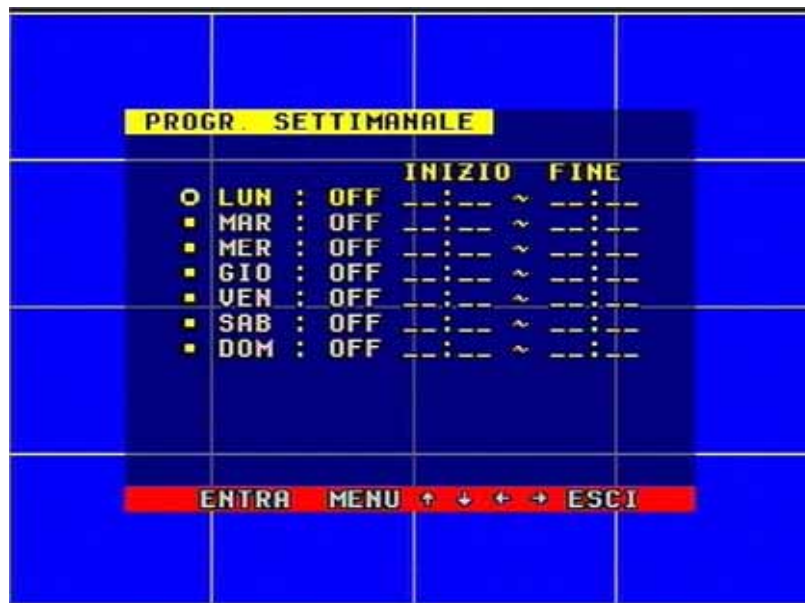 PROGR. SETTIMANALE
INIZIO FINE
LUN : OFF __:__ ~ __:__
MAR : OFF __:__ ~ __:__
MER : OFF __:__ ~ __:__
GIO : OFF __:__ ~ __:__
VEN : OFF __:__ ~ __:__
SAB : OFF __:__ ~ __:__
DOM : OFF __:__ ~ __:__
ENTRA MENU ↑ ↓ ← → ESCI